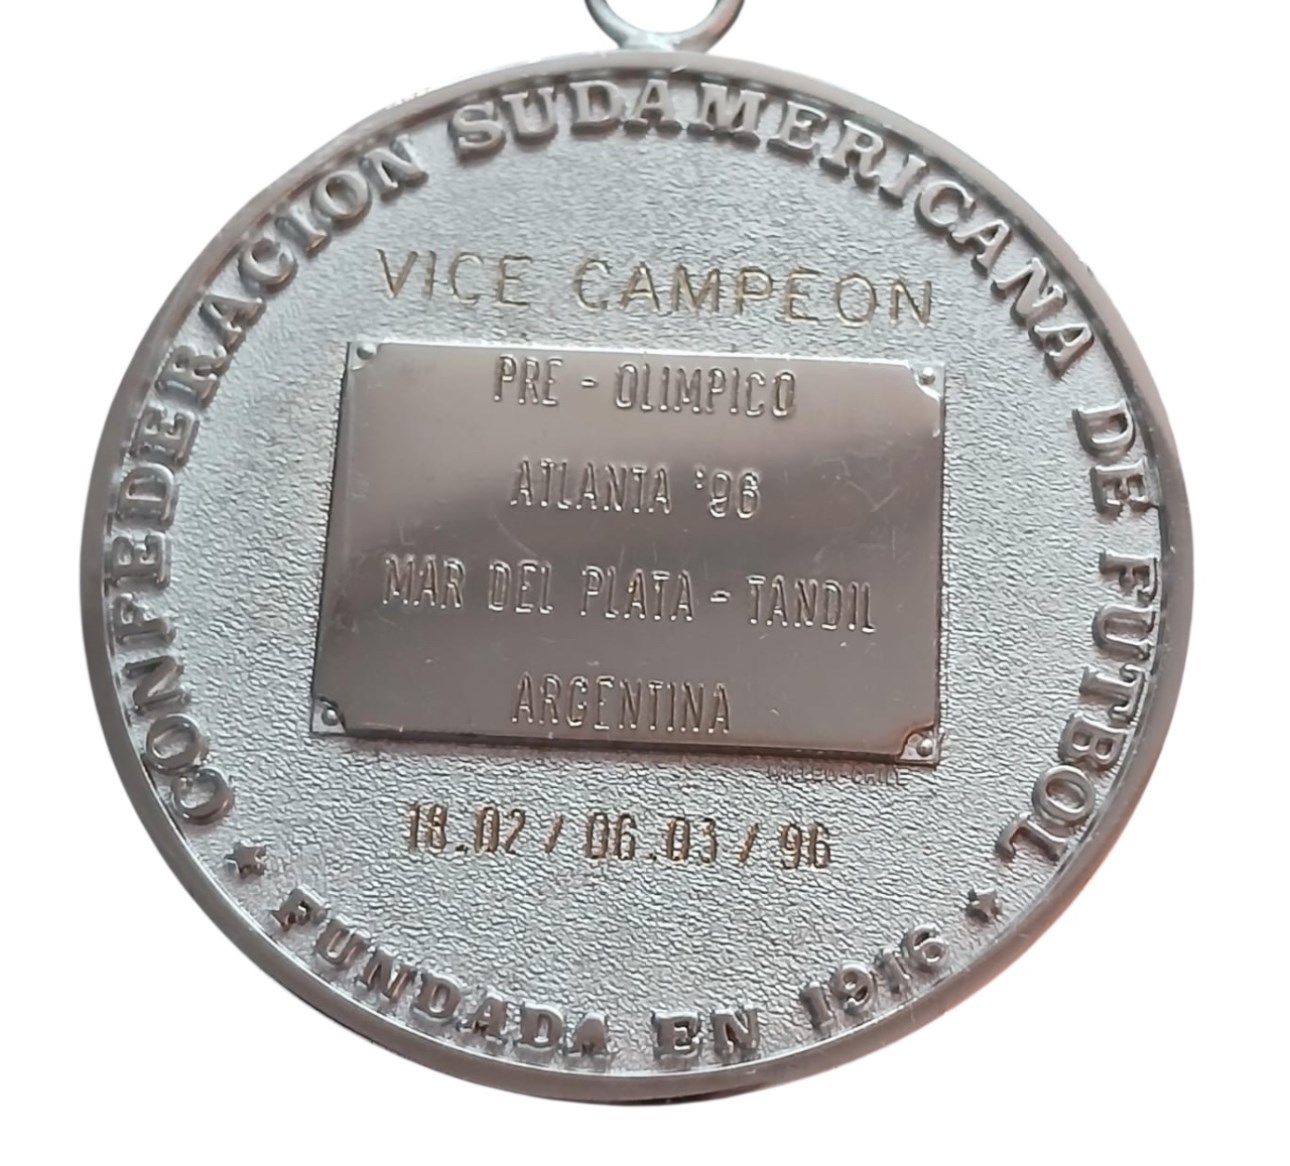 CONFEDERACION SUDAMERICANA DE FUTBOL
VICE CAMPEON
PRE - OLIMPICO
ATLANTA '96
MAR DEL PLATA - TANDIL
ARGENTINA
18.02 / 06.03 / 96
★ FUNDADA EN 1916 ★